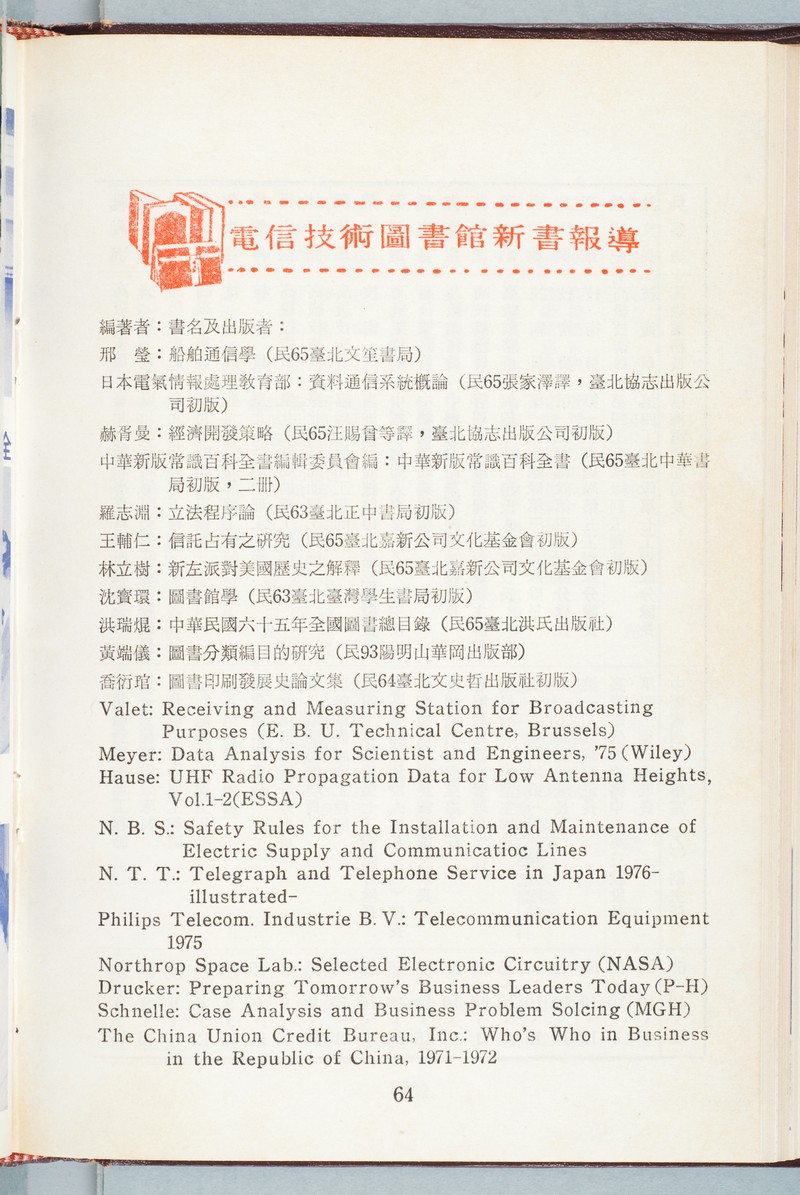 電信技術圖書館新書報導
編著者：書名及出版者：
邢　瑩：船舶通信學（民65臺北文笙書局）
日本電氣情報處理教育部：資料通信系統概論（民65張家澤譯，臺北協志出版公
司初版）
赫胥曼：經濟開發策略（民65汪賜曾等譯，臺北協志出版公司初版）
中華新版常識百科全書編輯委員會編：中華新版常識百科全書（民65臺北中華書
局初版，二冊）
羅志淵：立法程序論（民63臺北正中書局初版）
王輔仁：信託占有之硏究（民65臺北嘉新公司文化基金會初版）
林立樹：新左派對美國歷史之解釋（民65臺北嘉新公司文化基金會初版）
沈寶環：圖書館學（民63臺北臺灣學生書局初版）
洪瑞焜：中華民國六十五年全國圖書總目錄（民65臺北洪氏出版社）
黃端儀：圖書分類編目的硏究（民93陽明山華岡出版部）
喬衍琯：圖書印刷發展史論文集（民64臺北文史哲出版社初版）
Valet: Receiving and Measuring Station for Broadcasting
Purposes (E. B. U. Technical Centre, Brussels)
Meyer: Data Analysis for Scientist and Engineers, ’75 (Wiley)
Hause: UHF Radio Propagation Data for Low Antenna Heights,
Vol.1-2(ESSA)
N. B. S.: Safety Rules for the Installation and Maintenance of
Electric Supply and Communicatioc Lines
N. T. T.: Telegraph and Telephone Service in Japan 1976-
illustrated-
Philips Telecom. Industrie B. V.: Telecommunication Equipment
1975
Northrop Space Lab.: Selected Electronic Circuitry (NASA)
Drucker: Preparing Tomorrow’s Business Leaders Today (P-H)
Schnelle: Case Analysis and Business Problem Solcing (MGH)
The China Union Credit Bureau, Inc.: Who’s Who in Business
in the Republic of China, 1971-1972
64